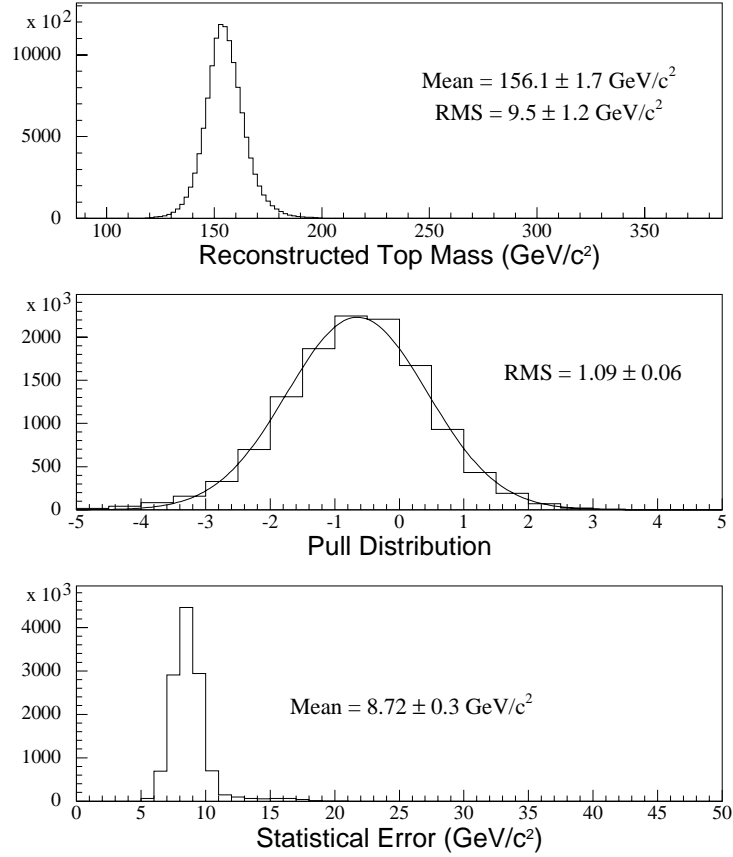 x 10²
10000
5000
0
Mean = 156.1 ± 1.7 GeV/c²
RMS = 9.5 ± 1.2 GeV/c²
100 150 200 250 300 350
Reconstructed Top Mass (GeV/c²)
x 10³
2000
1500
1000
500
0
RMS = 1.09 ± 0.06
-5 -4 -3 -2 -1 0 1 2 3 4 5
Pull Distribution
x 10³
4000
3000
2000
1000
0
Mean = 8.72 ± 0.3 GeV/c²
0 5 10 15 20 25 30 35 40 45 50
Statistical Error (GeV/c²)